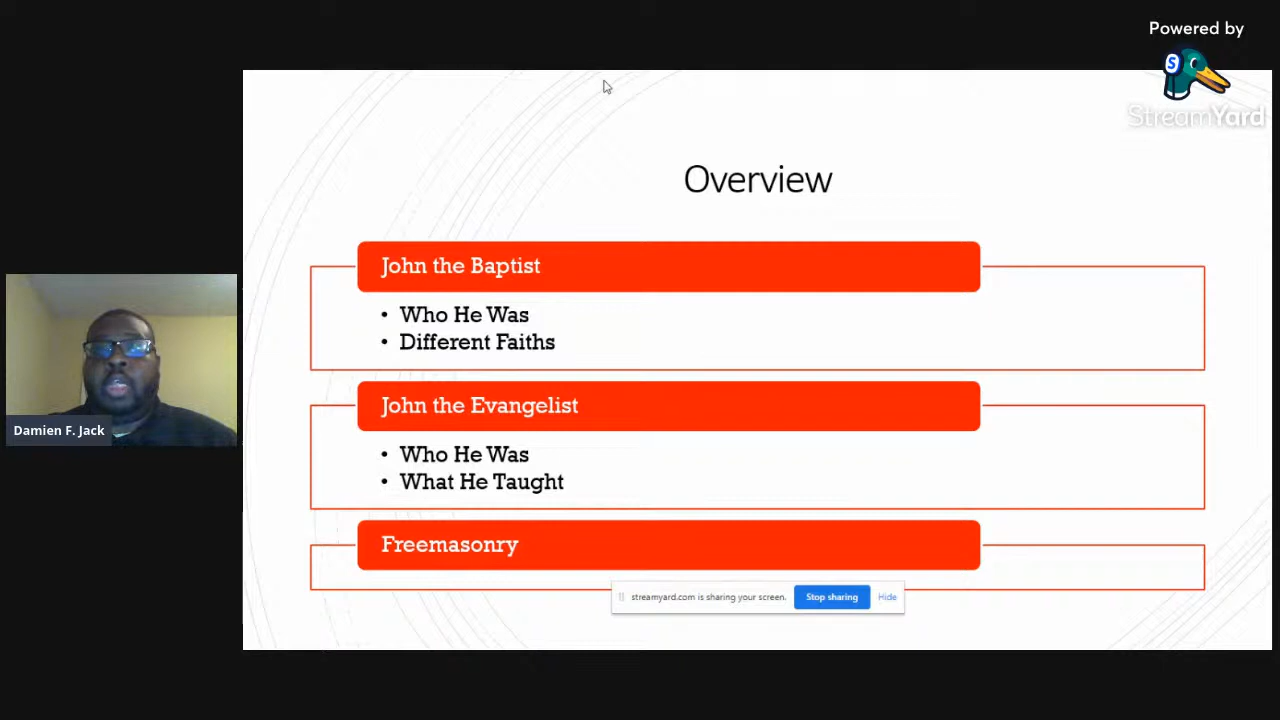 Powered by
S
StreamYard
Overview
John the Baptist
• Who He Was
• Different Faiths
John the Evangelist
• Who He Was
• What He Taught
Freemasonry
streamyard.com is sharing your screen. Stop sharing Hide
Damien F. Jack